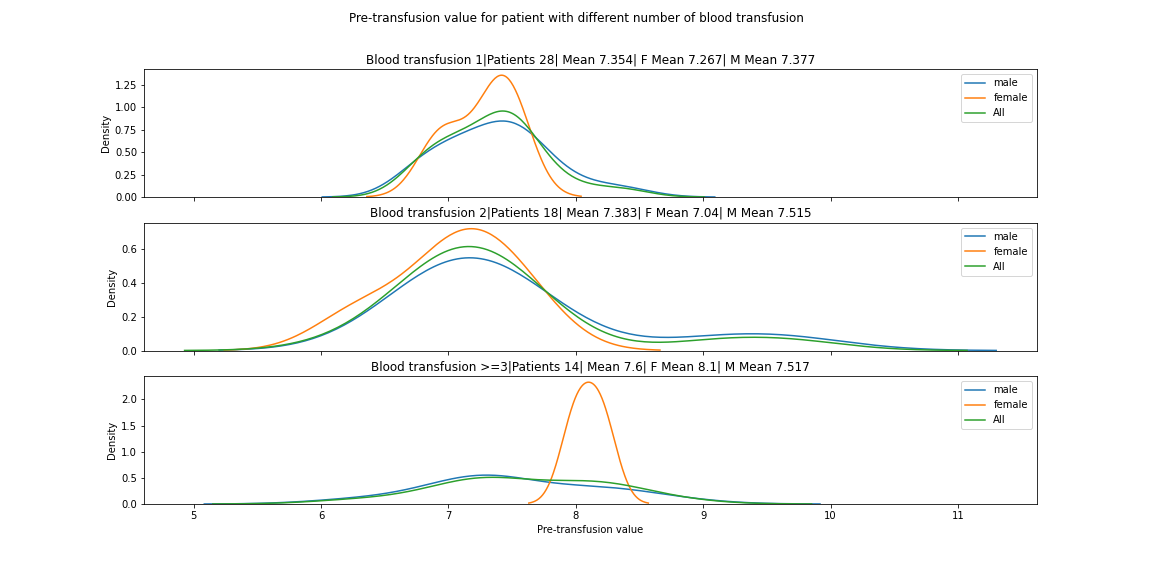 Pre-transfusion value for patient with different number of blood transfusion
Blood transfusion 1|Patients 28| Mean 7.354| F Mean 7.267| M Mean 7.377
1.25
1.00
0.75
0.50
0.25
0.00
Density
male
female
All
Blood transfusion 2|Patients 18| Mean 7.383| F Mean 7.04| M Mean 7.515
0.6
0.4
0.2
0.0
Density
male
female
All
Blood transfusion >=3|Patients 14| Mean 7.6| F Mean 8.1| M Mean 7.517
2.0
1.5
1.0
0.5
0.0
Density
male
female
All
5 6 7 8 9 10 11
Pre-transfusion value